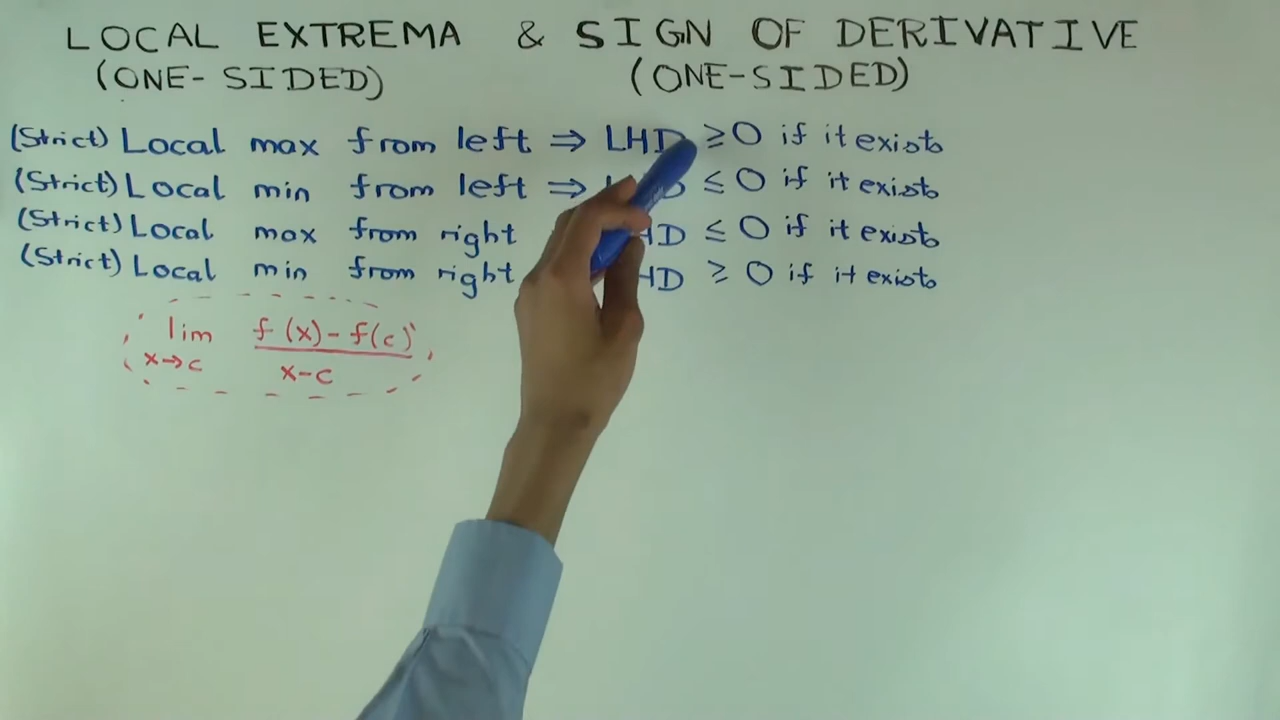 LOCAL EXTREMA & SIGN OF DERIVATIVE
(ONE-SIDED) (ONE-SIDED)
(Strict) Local max from left ⇒ LHD ≥0 if it exists
(Strict) Local min from left ⇒ ≤0 if it exists
(Strict) Local max from right HD ≤0 if it exists
(Strict) Local min from right HD ≥0 if it exists
lim f(x)-f(c)
x→c x-c